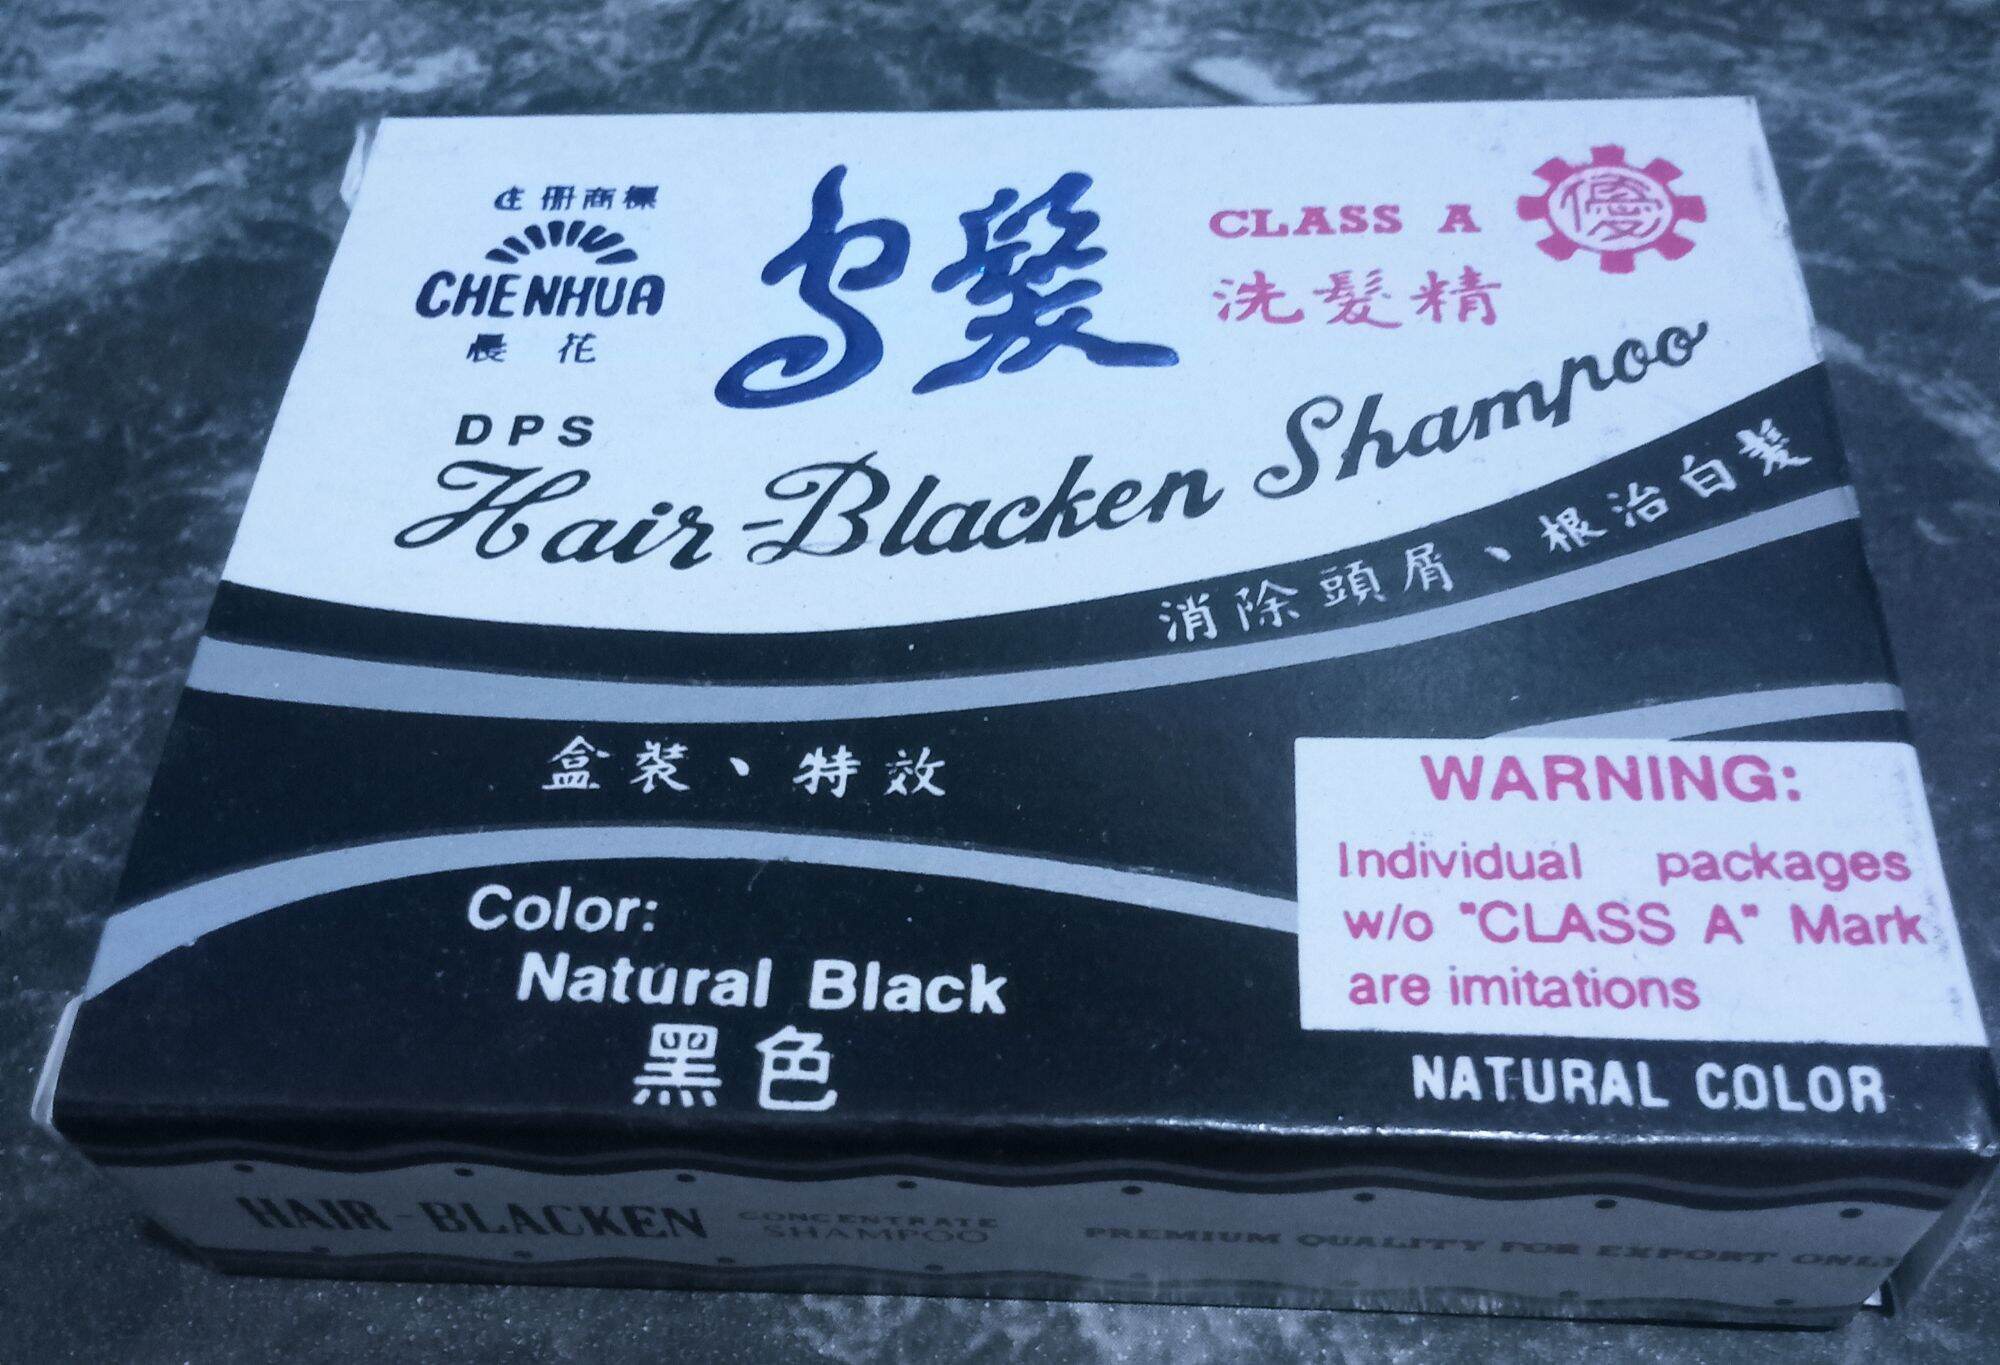 註冊商標
CHENHUA
晨花
烏髮
CLASS A
優
洗髮精
DPS
Hair-Blacken Shampoo
消除頭屑、根治白髮
盒裝、特效
WARNING:
Individual packages
w/o "CLASS A" Mark
are imitations
Color:
Natural Black
黑色
NATURAL COLOR
HAIR-BLACKEN CONCENTRATE SHAMPOO PREMIUM QUALITY FOR EXPORT ONLY